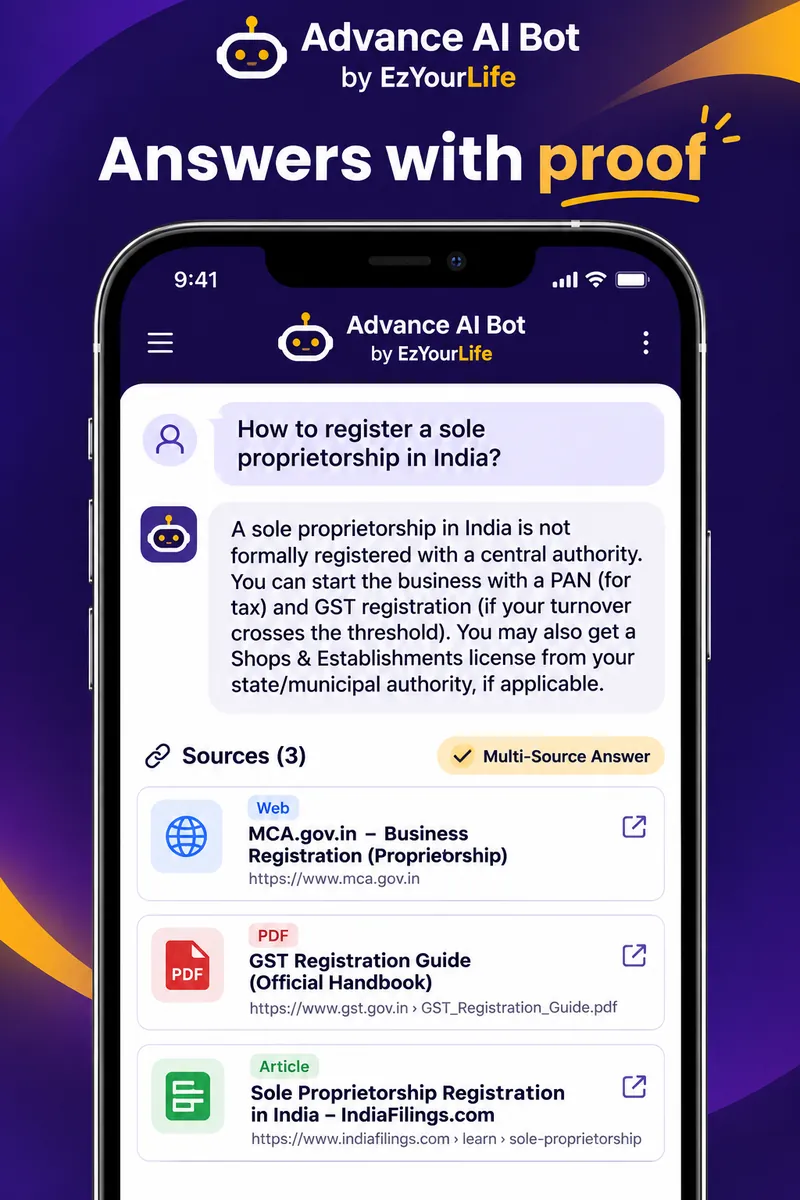 Advance AI Bot
by EzYourLife
Answers with proof
9:41
Advance AI Bot
by EzYourLife
How to register a sole
proprietorship in India?
A sole proprietorship in India is not
formally registered with a central authority.
You can start the business with a PAN (for
tax) and GST registration (if your turnover
crosses the threshold). You may also get a
Shops & Establishments license from your
state/municipal authority, if applicable.
Sources (3)
Multi-Source Answer
Web
MCA.gov.in – Business
Registration (Proprietorship)
https://www.mca.gov.in
PDF
PDF
GST Registration Guide
(Official Handbook)
https://www.gst.gov.in › GST_Registration_Guide.pdf
Article
Sole Proprietorship Registration
in India – IndiaFilings.com
https://www.indiafilings.com › learn › sole-proprietorship